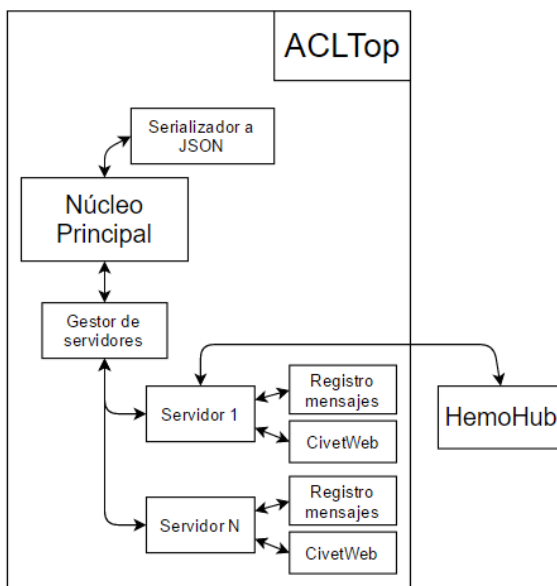 ACLTop
Serializador a
JSON
Núcleo
Principal
Gestor de
servidores
Servidor 1
Registro
mensajes
CivetWeb
HemoHub
Servidor N
Registro
mensajes
CivetWeb